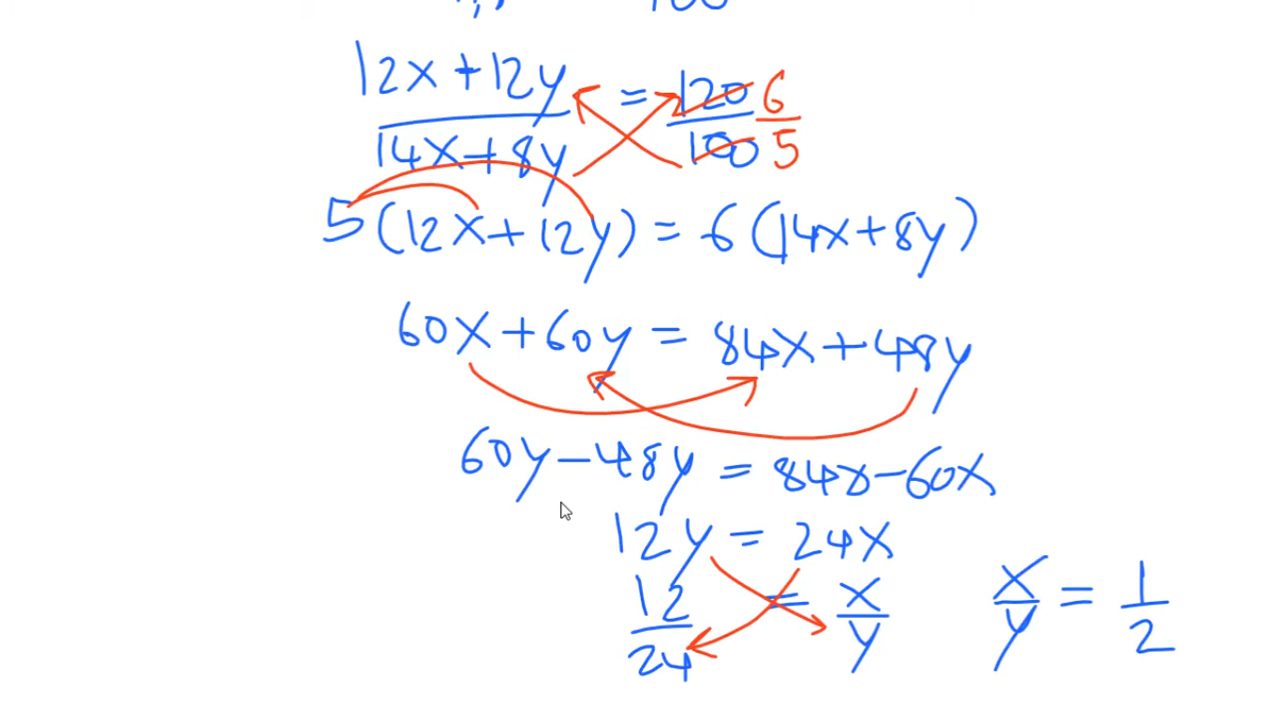 100
12x + 12y / 14x + 8y = 120/100 6/5
5(12x + 12y) = 6(14x + 8y)
60x + 60y = 84x + 48y
60y - 48y = 84x - 60x
12y = 24x
12/24 = x/y
x/y = 1/2